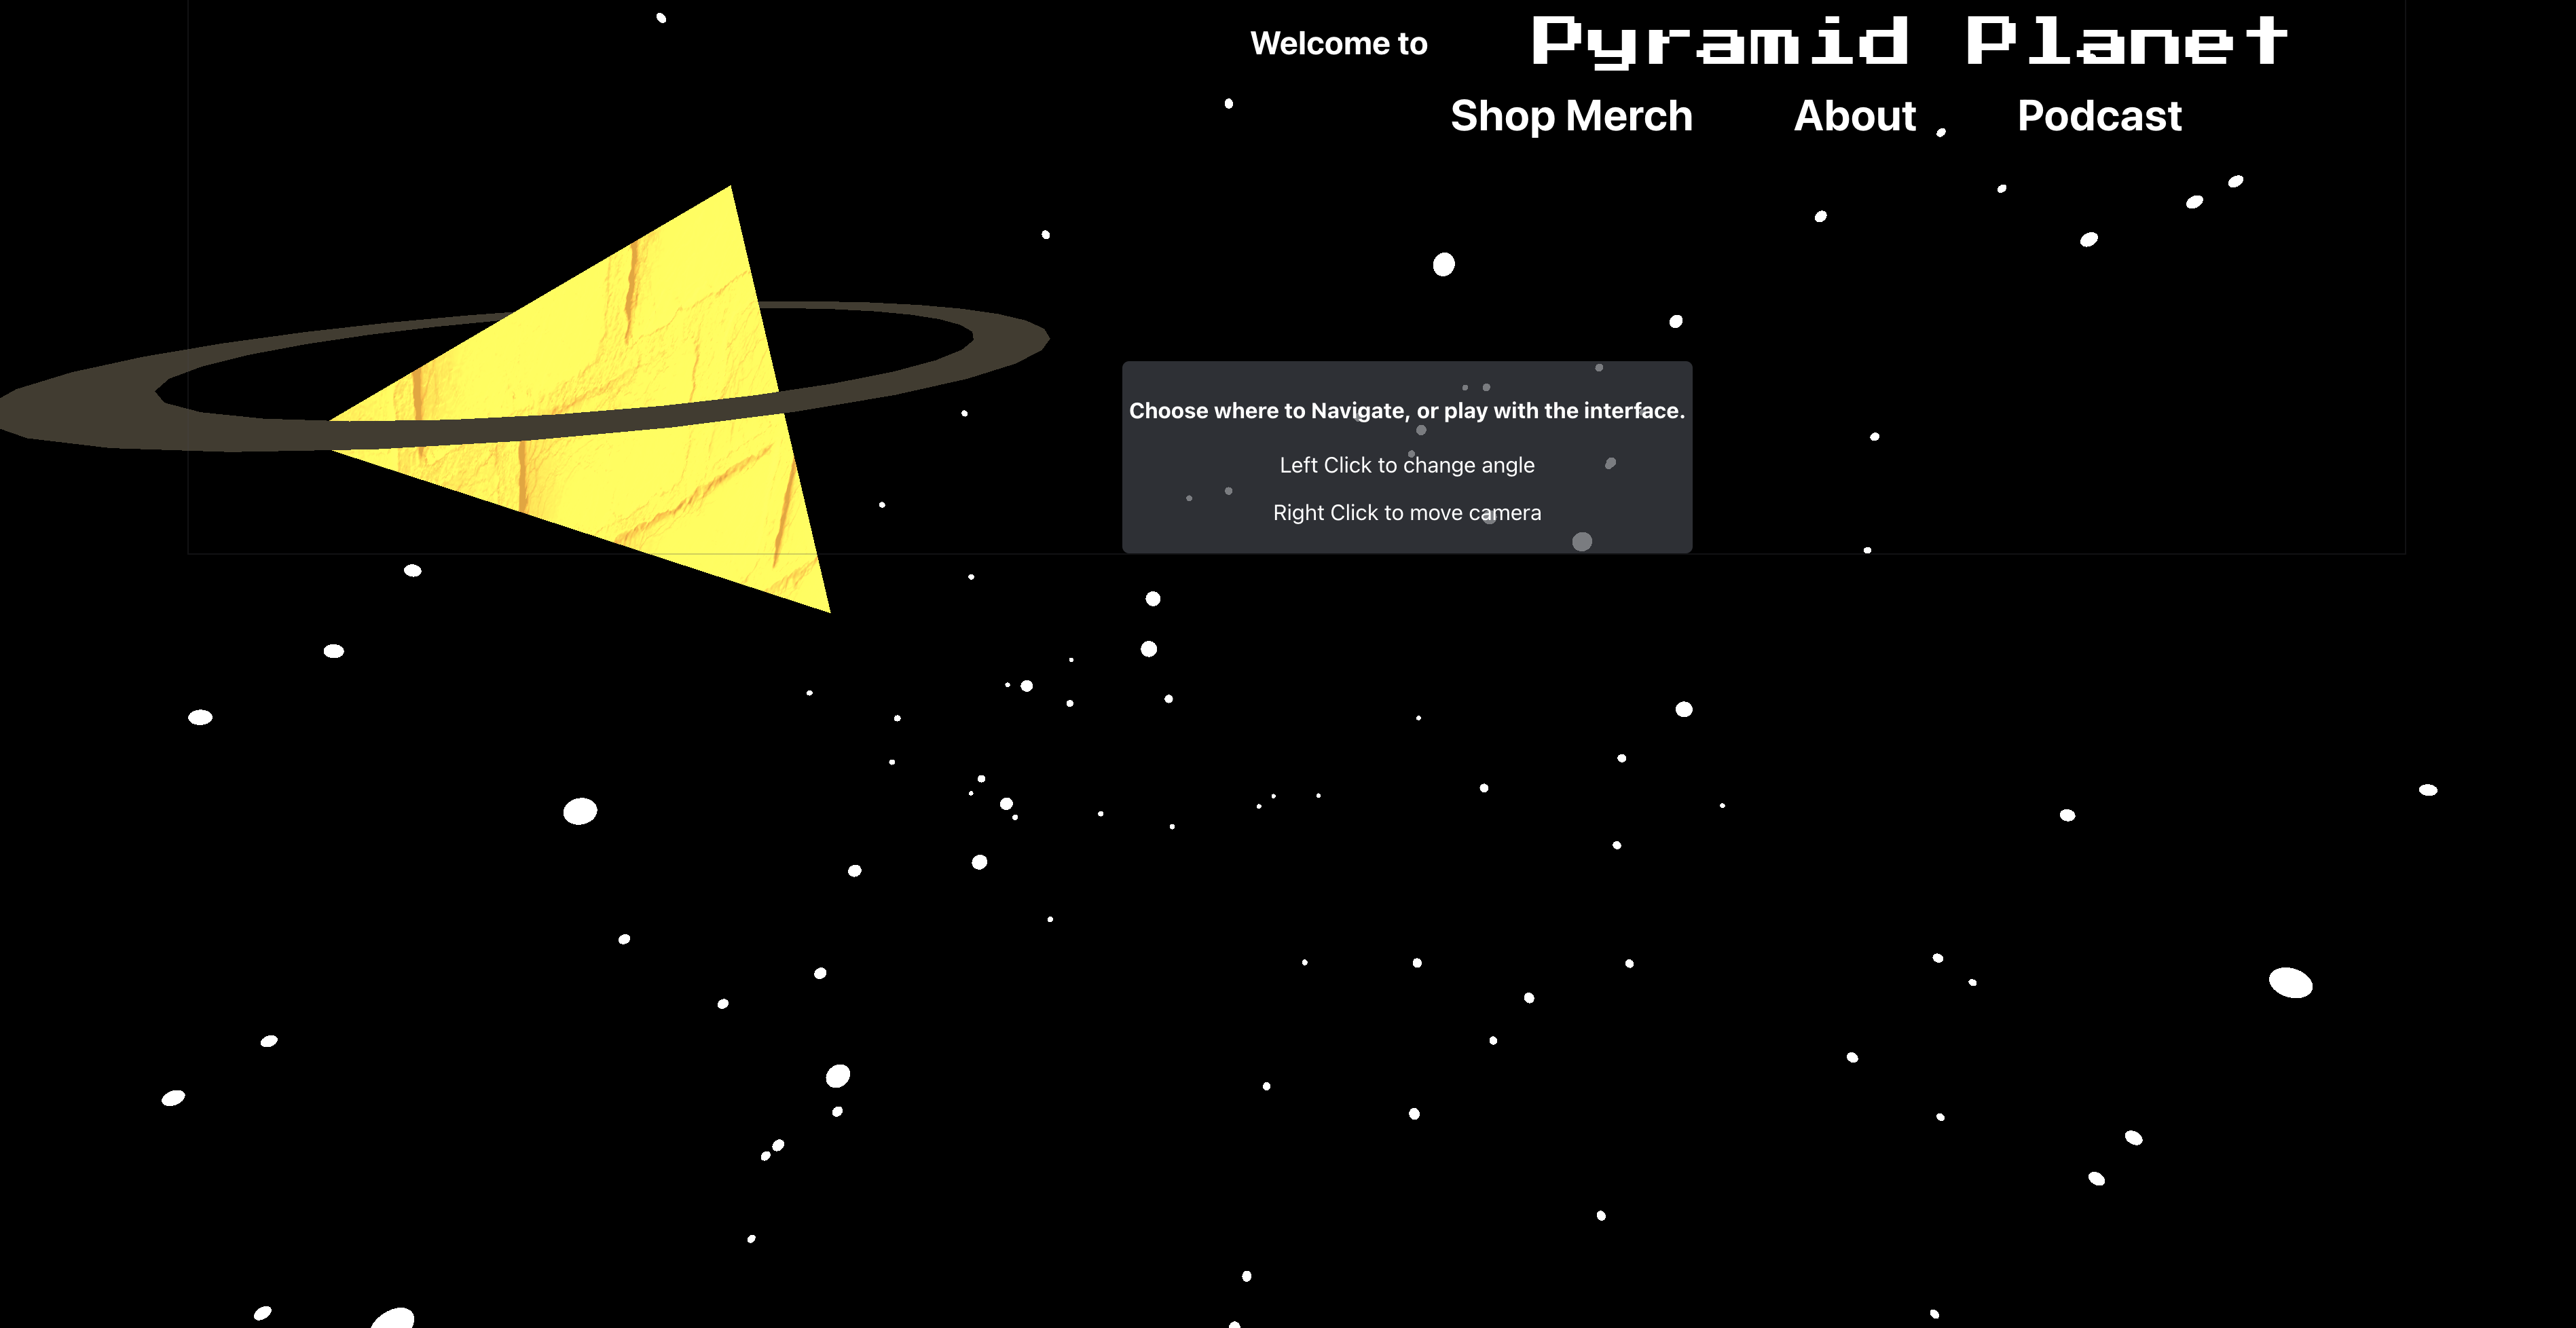 Welcome to Pyramid Planet
Shop Merch About Podcast
Choose where to Navigate, or play with the interface.
Left Click to change angle
Right Click to move camera